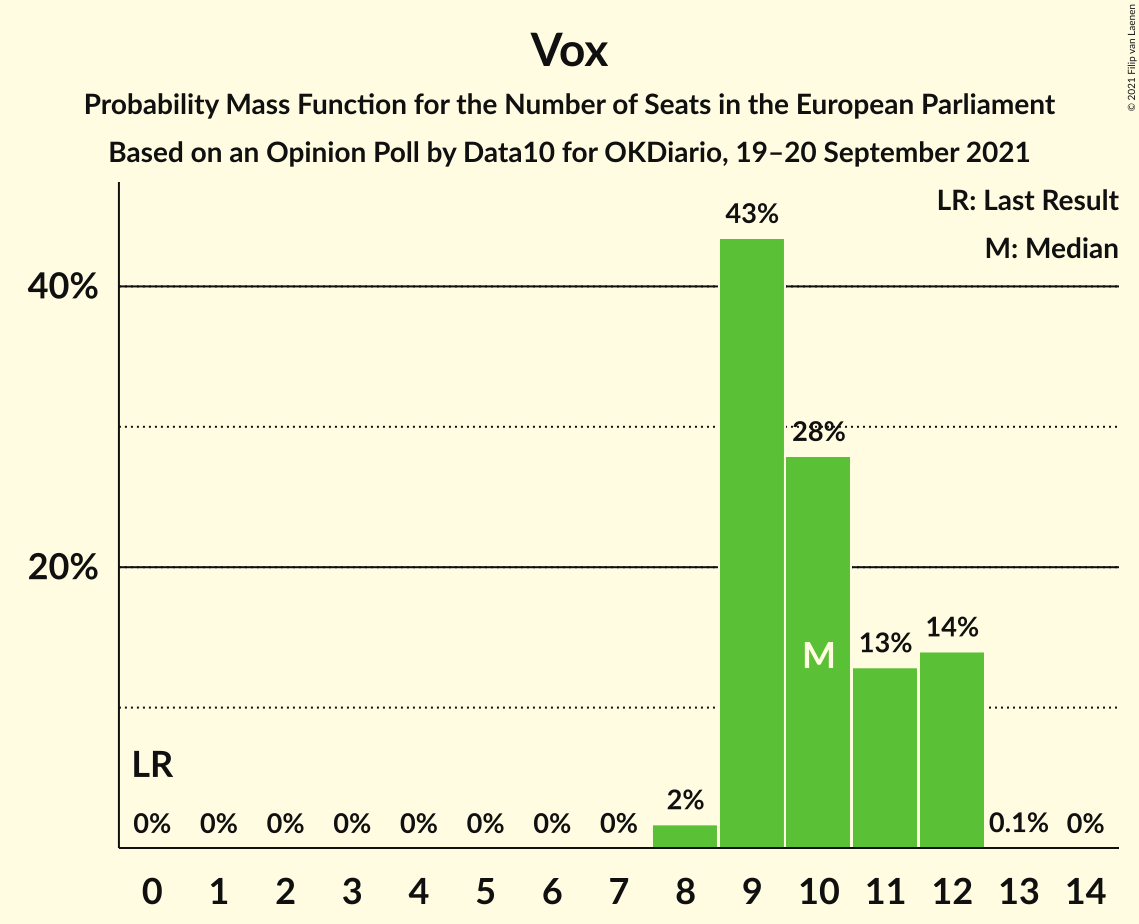 © 2021 Filip van Laenen
Vox
Probability Mass Function for the Number of Seats in the European Parliament
Based on an Opinion Poll by Data10 for OKDiario, 19–20 September 2021
LR: Last Result
M: Median
43%
40%
28%
20%
14%
13%
M
LR
2%
0% 0% 0% 0% 0% 0% 0% 0% 0.1% 0%
0 1 2 3 4 5 6 7 8 9 10 11 12 13 14